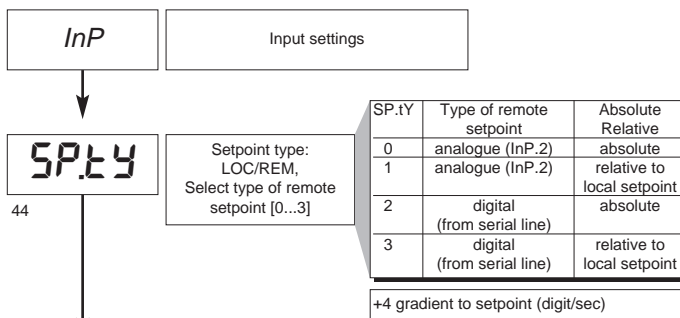 InP
Input settings
SP.tY
44
Setpoint type:
LOC/REM,
Select type of remote
setpoint [0...3]
SP.tY Type of remote setpoint Absolute Relative
0 analogue (InP.2) absolute
1 analogue (InP.2) relative to local setpoint
2 digital (from serial line) absolute
3 digital (from serial line) relative to local setpoint
+4 gradient to setpoint (digit/sec)